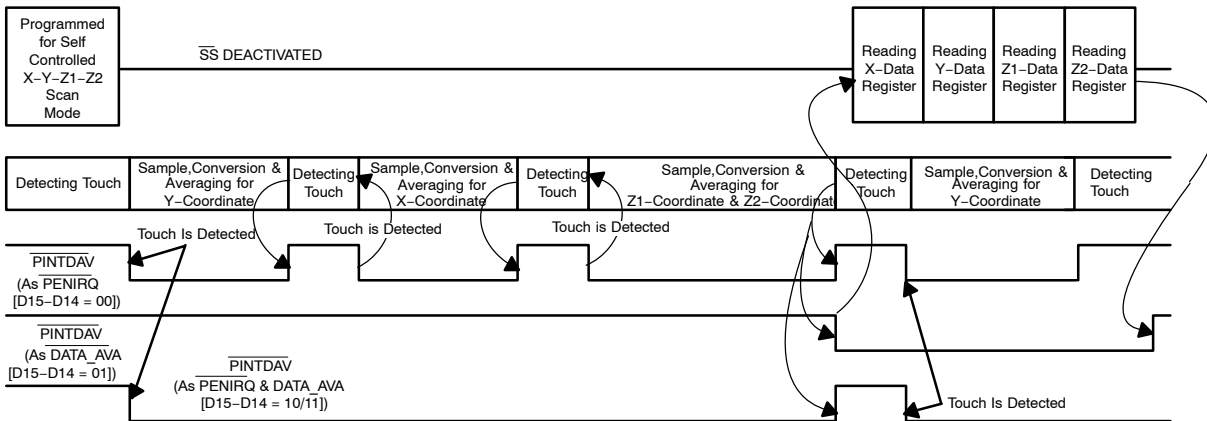 Programmed
for Self
Controlled
X−Y−Z1−Z2
Scan
Mode
SS DEACTIVATED
Reading
X−Data
Register
Reading
Y−Data
Register
Reading
Z1−Data
Register
Reading
Z2−Data
Register
Detecting Touch
Sample,Conversion &
Averaging for
Y−Coordinate
Detecting
Touch
Sample,Conversion &
Averaging for
X−Coordinate
Detecting
Touch
Sample,Conversion &
Averaging for
Z1−Coordinate & Z2−Coordinate
Detecting
Touch
Sample,Conversion &
Averaging for
Y−Coordinate
Detecting
Touch
Touch Is Detected
Touch is Detected
Touch is Detected
PINTDAV
(As PENIRQ
[D15−D14 = 00])
PINTDAV
(As DATA_AVA
[D15−D14 = 01])
PINTDAV
(As PENIRQ & DATA_AVA
[D15−D14 = 10/11])
Touch Is Detected